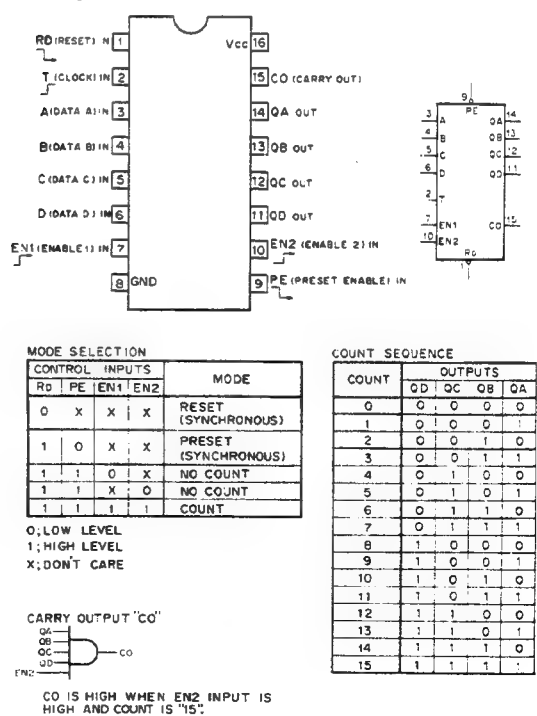 RD(RESET) IN 1
Vcc 16
T (CLOCK) IN 2
15 CO (CARRY OUT)
A(DATA A) IN 3
14 QA OUT
B(DATA B) IN 4
13 QB OUT
C(DATA C) IN 5
12 QC OUT
D(DATA D) IN 6
11 QD OUT
EN1(ENABLE1) IN 7
10 EN2 (ENABLE 2) IN
8 GND
9 PE (PRESET ENABLE) IN
9
PE
3 A QA 14
4 B QB 13
5 C QC 12
6 D QD 11
2 T
7 EN1 CO 15
10 EN2
RD
1
MODE SELECTION
CONTROL INPUTS MODE
RD PE EN1 EN2
0 X X X RESET (SYNCHRONOUS)
1 0 X X PRESET (SYNCHRONOUS)
1 1 0 X NO COUNT
1 1 X 0 NO COUNT
1 1 1 1 COUNT
0; LOW LEVEL
1; HIGH LEVEL
X; DON'T CARE
CARRY OUTPUT "CO"
QA
QB
QC CO
QD
EN2
CO IS HIGH WHEN EN2 INPUT IS
HIGH AND COUNT IS "15".
COUNT SEQUENCE
COUNT OUTPUTS
QD QC QB QA
0 0 0 0 0
1 0 0 0 1
2 0 0 1 0
3 0 0 1 1
4 0 1 0 0
5 0 1 0 1
6 0 1 1 0
7 0 1 1 1
8 1 0 0 0
9 1 0 0 1
10 1 0 1 0
11 1 0 1 1
12 1 1 0 0
13 1 1 0 1
14 1 1 1 0
15 1 1 1 1